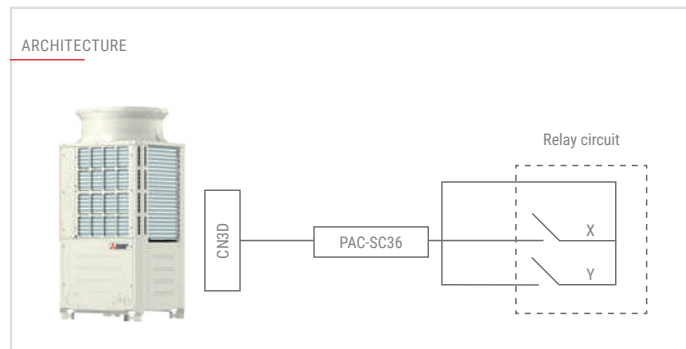 ARCHITECTURE
Relay circuit
CN3D
PAC-SC36
X
Y